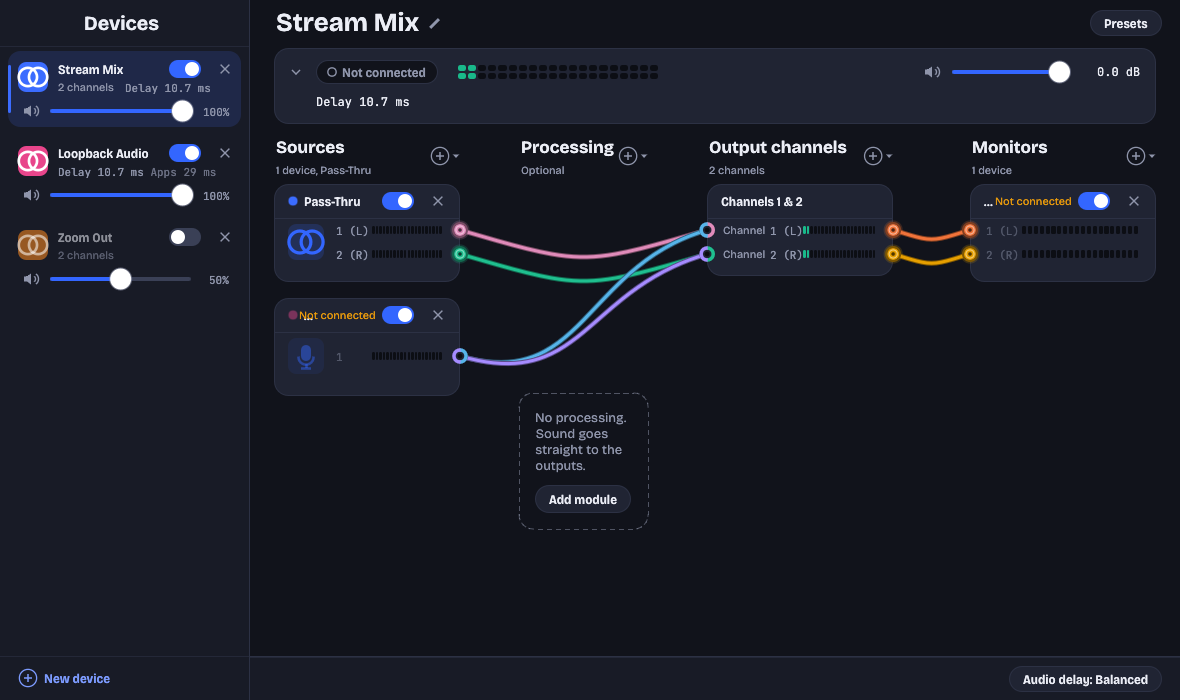 Devices
Stream Mix
2 channels Delay 10.7 ms
100%
Loopback Audio
Delay 10.7 ms Apps 29 ms
100%
Zoom Out
2 channels
50%
New device
Stream Mix
Presets
Not connected
0.0 dB
Delay 10.7 ms
Sources
1 device, Pass-Thru
Processing
Optional
Output channels
2 channels
Monitors
1 device
Pass-Thru
1 (L)
2 (R)
Not connected
1
No processing.
Sound goes
straight to the
outputs.
Add module
Channels 1 & 2
Channel 1 (L)
Channel 2 (R)
... Not connected
1 (L)
2 (R)
Audio delay: Balanced